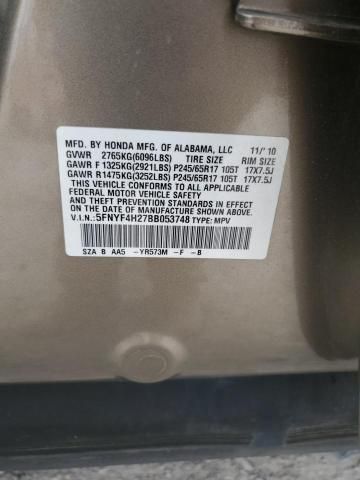 MFD. BY HONDA MFG. OF ALABAMA, LLC 11/'10
GVWR 2765KG(6096LBS) TIRE SIZE RIM SIZE
GAWR F 1325KG(2921LBS) P245/65R17 105T 17X7.5J
GAWR R1475KG(3252LBS) P245/65R17 105T 17X7.5J
THIS VEHICLE CONFORMS TO ALL APPLICABLE
FEDERAL MOTOR VEHICLE SAFETY
AND THEFT PREVENTION STANDARDS IN EFFECT
ON THE DATE OF MANUFACTURE SHOWN ABOVE.
V.I.N.:5FNYF4H27BB053748 TYPE: MPV
SZA B AA5 -YR573M -F -B